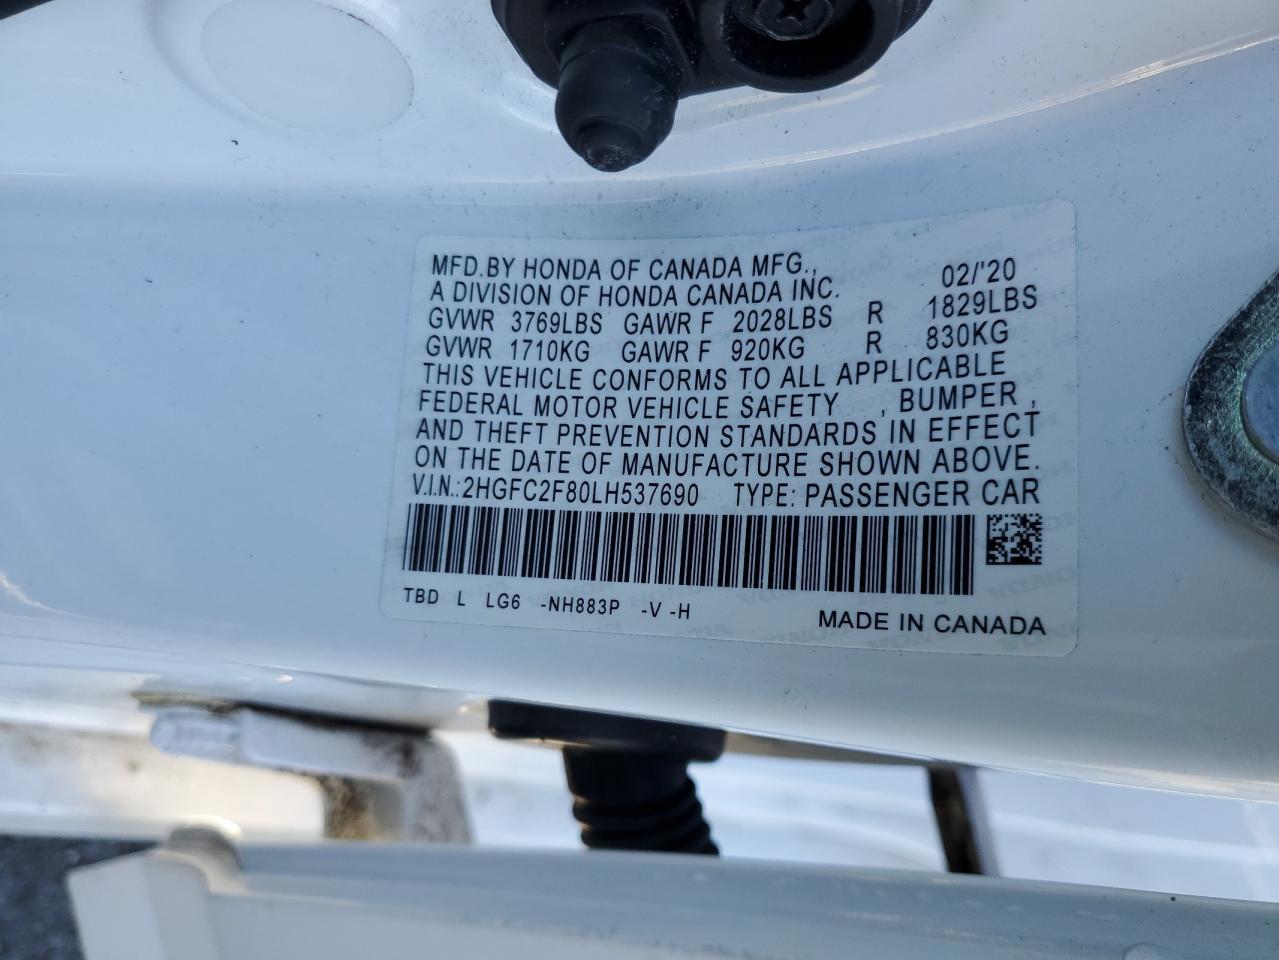 MFD. BY HONDA OF CANADA MFG., 02/'20
A DIVISION OF HONDA CANADA INC.
GVWR 3769LBS GAWR F 2028LBS R 1829LBS
GVWR 1710KG GAWR F 920KG R 830KG
THIS VEHICLE CONFORMS TO ALL APPLICABLE
FEDERAL MOTOR VEHICLE SAFETY , BUMPER ,
AND THEFT PREVENTION STANDARDS IN EFFECT
ON THE DATE OF MANUFACTURE SHOWN ABOVE.
V.I.N.: 2HGFC2F80LH537690 TYPE: PASSENGER CAR
TBD L LG6 -NH883P -V -H
MADE IN CANADA